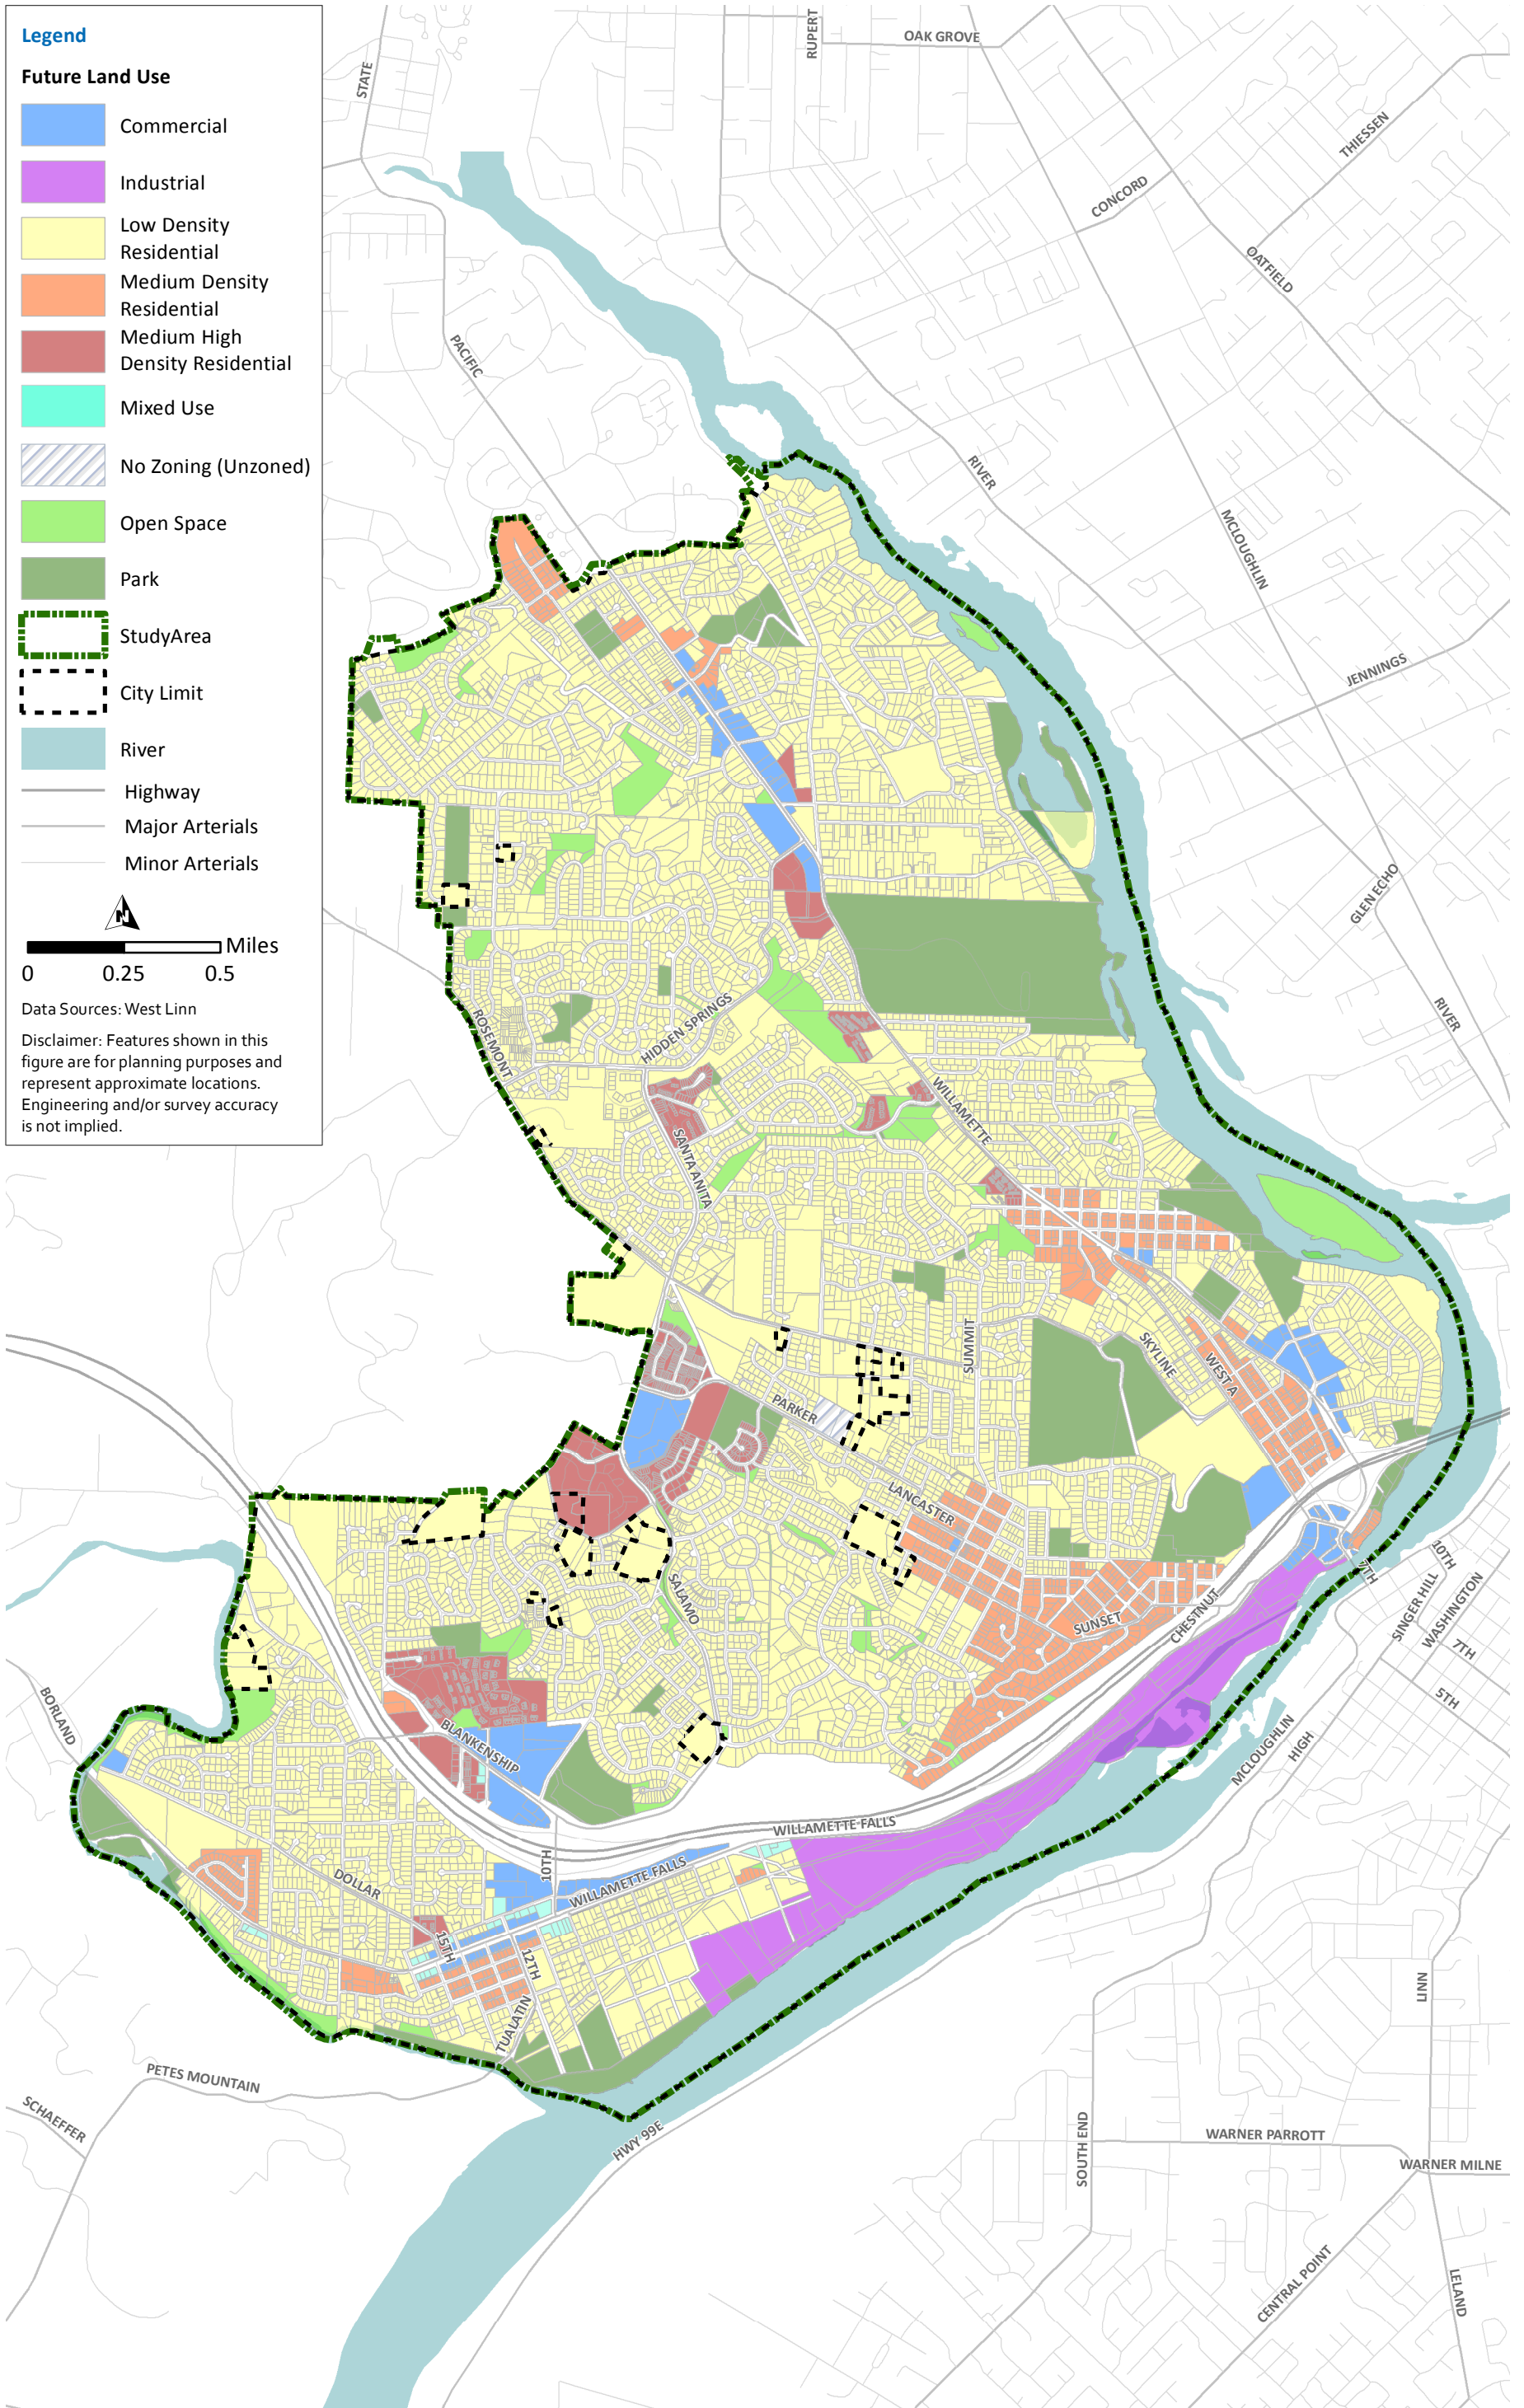 Legend
Future Land Use
Commercial
Industrial
Low Density
Residential
Medium Density
Residential
Medium High
Density Residential
Mixed Use
No Zoning (Unzoned)
Open Space
Park
StudyArea
City Limit
River
Highway
Major Arterials
Minor Arterials
N
Miles
0 0.25 0.5
Data Sources: West Linn
Disclaimer: Features shown in this
figure are for planning purposes and
represent approximate locations.
Engineering and/or survey accuracy
is not implied.
STATE
RUPERT
OAK GROVE
THIESSEN
CONCORD
OATFIELD
PACIFIC
RIVER
MCLOUGHLIN
JENNINGS
GLEN ECHO
RIVER
ROSEMONT
HIDDEN SPRINGS
WILLAMETTE
SANTA ANITA
SUMMIT
SKYLINE
WEST A
PARKER
LANCASTER
SALAMO
SUNSET
CHESTNUT
7TH
10TH
SINGER HILL
WASHINGTON
7TH
5TH
BORLAND
BLANKENSHIP
MCLOUGHLIN
HIGH
WILLAMETTE FALLS
10TH
WILLAMETTE FALLS
DOLLAR
15TH
12TH
TUALATIN
PETES MOUNTAIN
SCHAEFFER
HWY 99E
LINN
SOUTH END
WARNER PARROTT
WARNER MILNE
CENTRAL POINT
LELAND